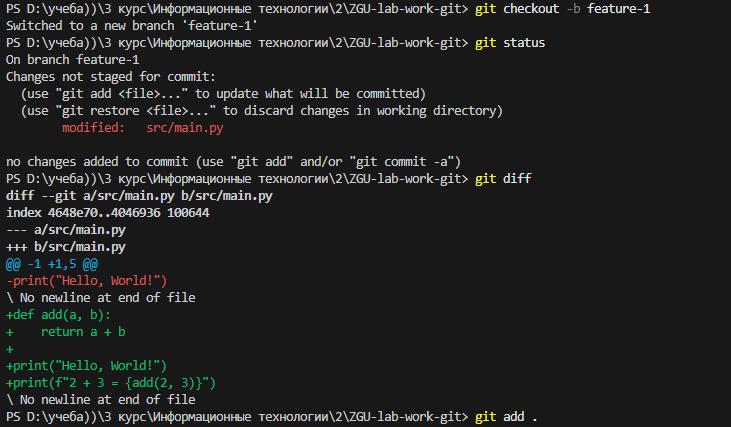 PS D:\учеба))\3 курс\Информационные технологии\2\ZGU-lab-work-git> git checkout -b feature-1
Switched to a new branch 'feature-1'
PS D:\учеба))\3 курс\Информационные технологии\2\ZGU-lab-work-git> git status
On branch feature-1
Changes not staged for commit:
  (use "git add <file>..." to update what will be committed)
  (use "git restore <file>..." to discard changes in working directory)
        modified:   src/main.py

no changes added to commit (use "git add" and/or "git commit -a")
PS D:\учеба))\3 курс\Информационные технологии\2\ZGU-lab-work-git> git diff
diff --git a/src/main.py b/src/main.py
index 4648e70..4046936 100644
--- a/src/main.py
+++ b/src/main.py
@@ -1 +1,5 @@
-print("Hello, World!")
\ No newline at end of file
+def add(a, b):
+    return a + b
+
+print("Hello, World!")
+print(f"2 + 3 = {add(2, 3)}")
\ No newline at end of file
PS D:\учеба))\3 курс\Информационные технологии\2\ZGU-lab-work-git> git add .